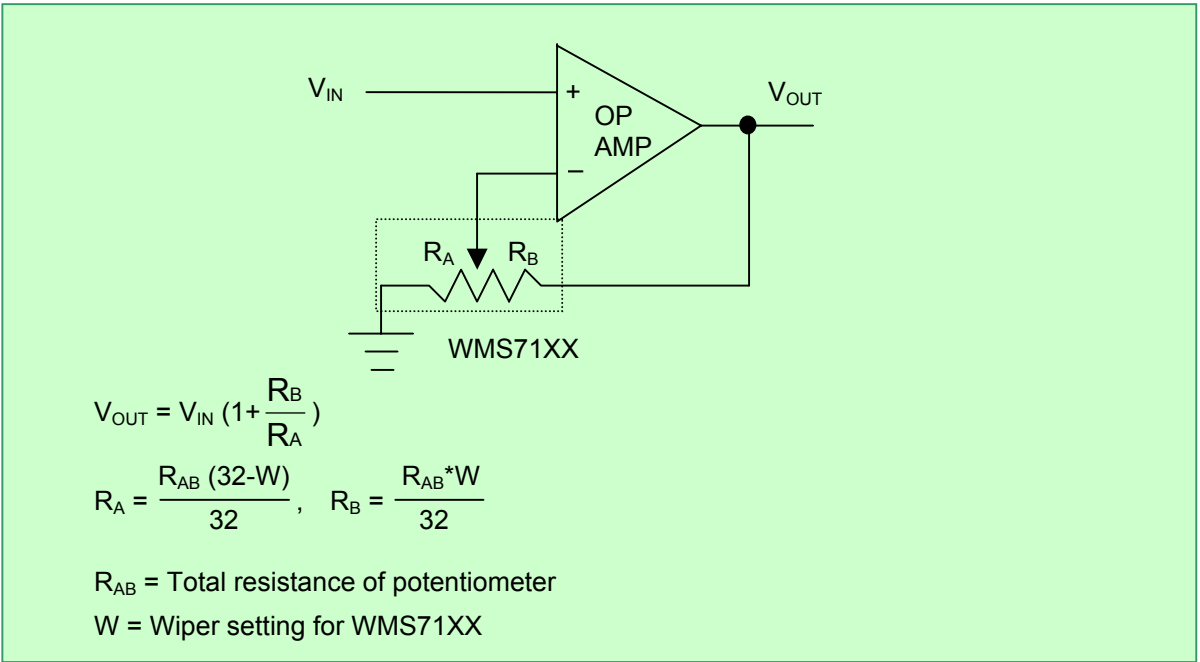 V_IN
+
V_OUT
OP
AMP
−
R_A R_B
WMS71XX
V_OUT = V_IN (1+ R_B/R_A )
R_A = R_AB (32-W)/32 , R_B = R_AB*W/32
R_AB = Total resistance of potentiometer
W = Wiper setting for WMS71XX